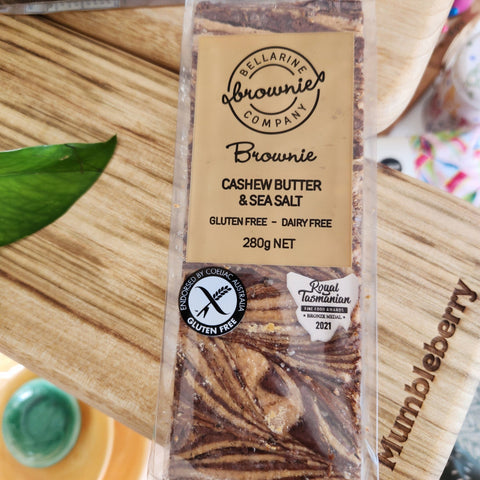 BELLARINE
brownie
COMPANY
Brownie
CASHEW BUTTER
& SEA SALT
GLUTEN FREE - DAIRY FREE
280g NET
ENDORSED BY COELIAC AUSTRALIA
GLUTEN FREE
Royal
Tasmanian
FINE FOOD AWARDS
BRONZE MEDAL
2021
Mumbleberry